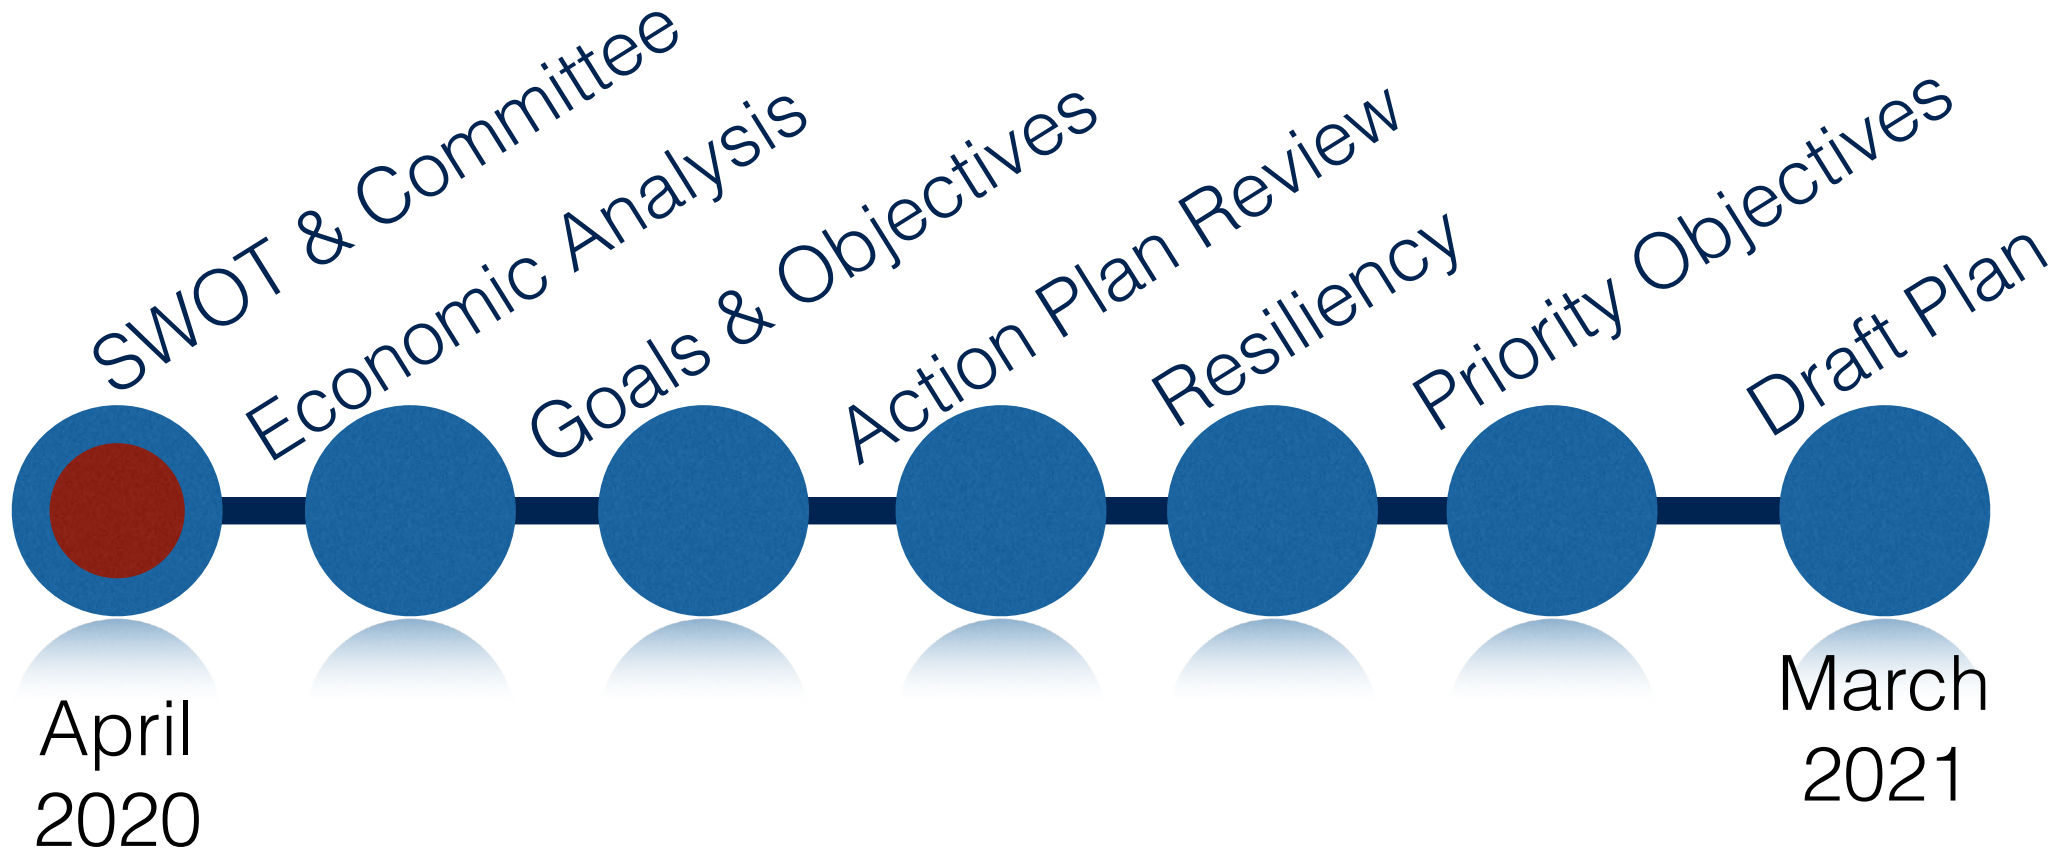 SWOT & Committee
Economic Analysis
Goals & Objectives
Action Plan Review
Resiliency
Priority Objectives
Draft Plan
April
2020
March
2021